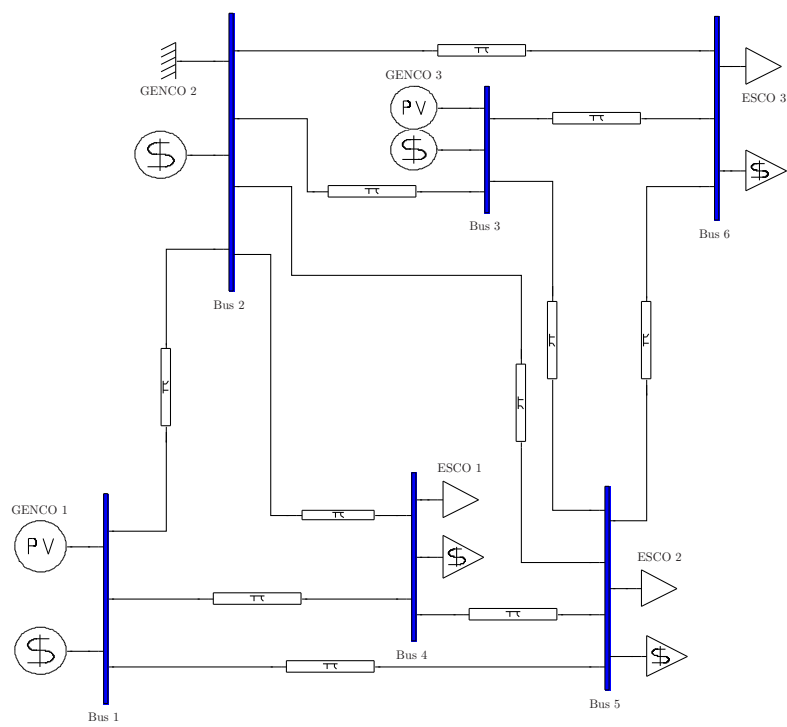 π
GENCO 3
GENCO 2
ESCO 3
PV
π
$
$
$
π
Bus 3
Bus 6
Bus 2
π
π
π
π
ESCO 1
GENCO 1
π
PV
$
ESCO 2
π
π
Bus 4
$
$
π
Bus 5
Bus 1